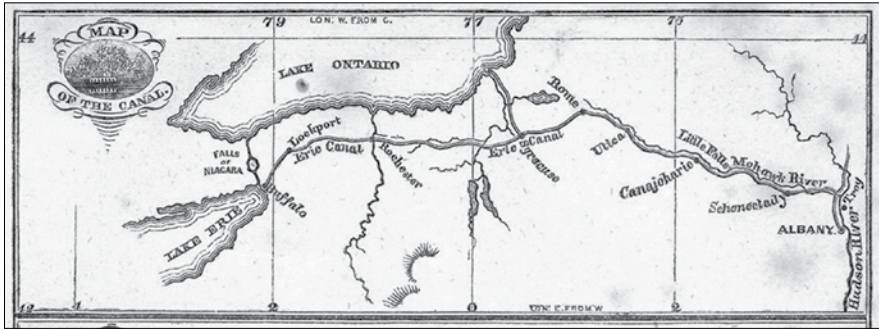 79
LON. W. FROM G.
77
75
44
44
MAP
OF THE CANAL.
LAKE ONTARIO
Rome
Lockport
Erie Canal
Rochester
Erie Canal
Syracuse
Utica
Little Falls
Mohawk River
FALLS
OF
NIAGARA
Buffalo
Canajoharie
Schenectady
Troy
LAKE ERIE
ALBANY.
Hudson River
42
4
2
0
LON. E. FROM W.
2